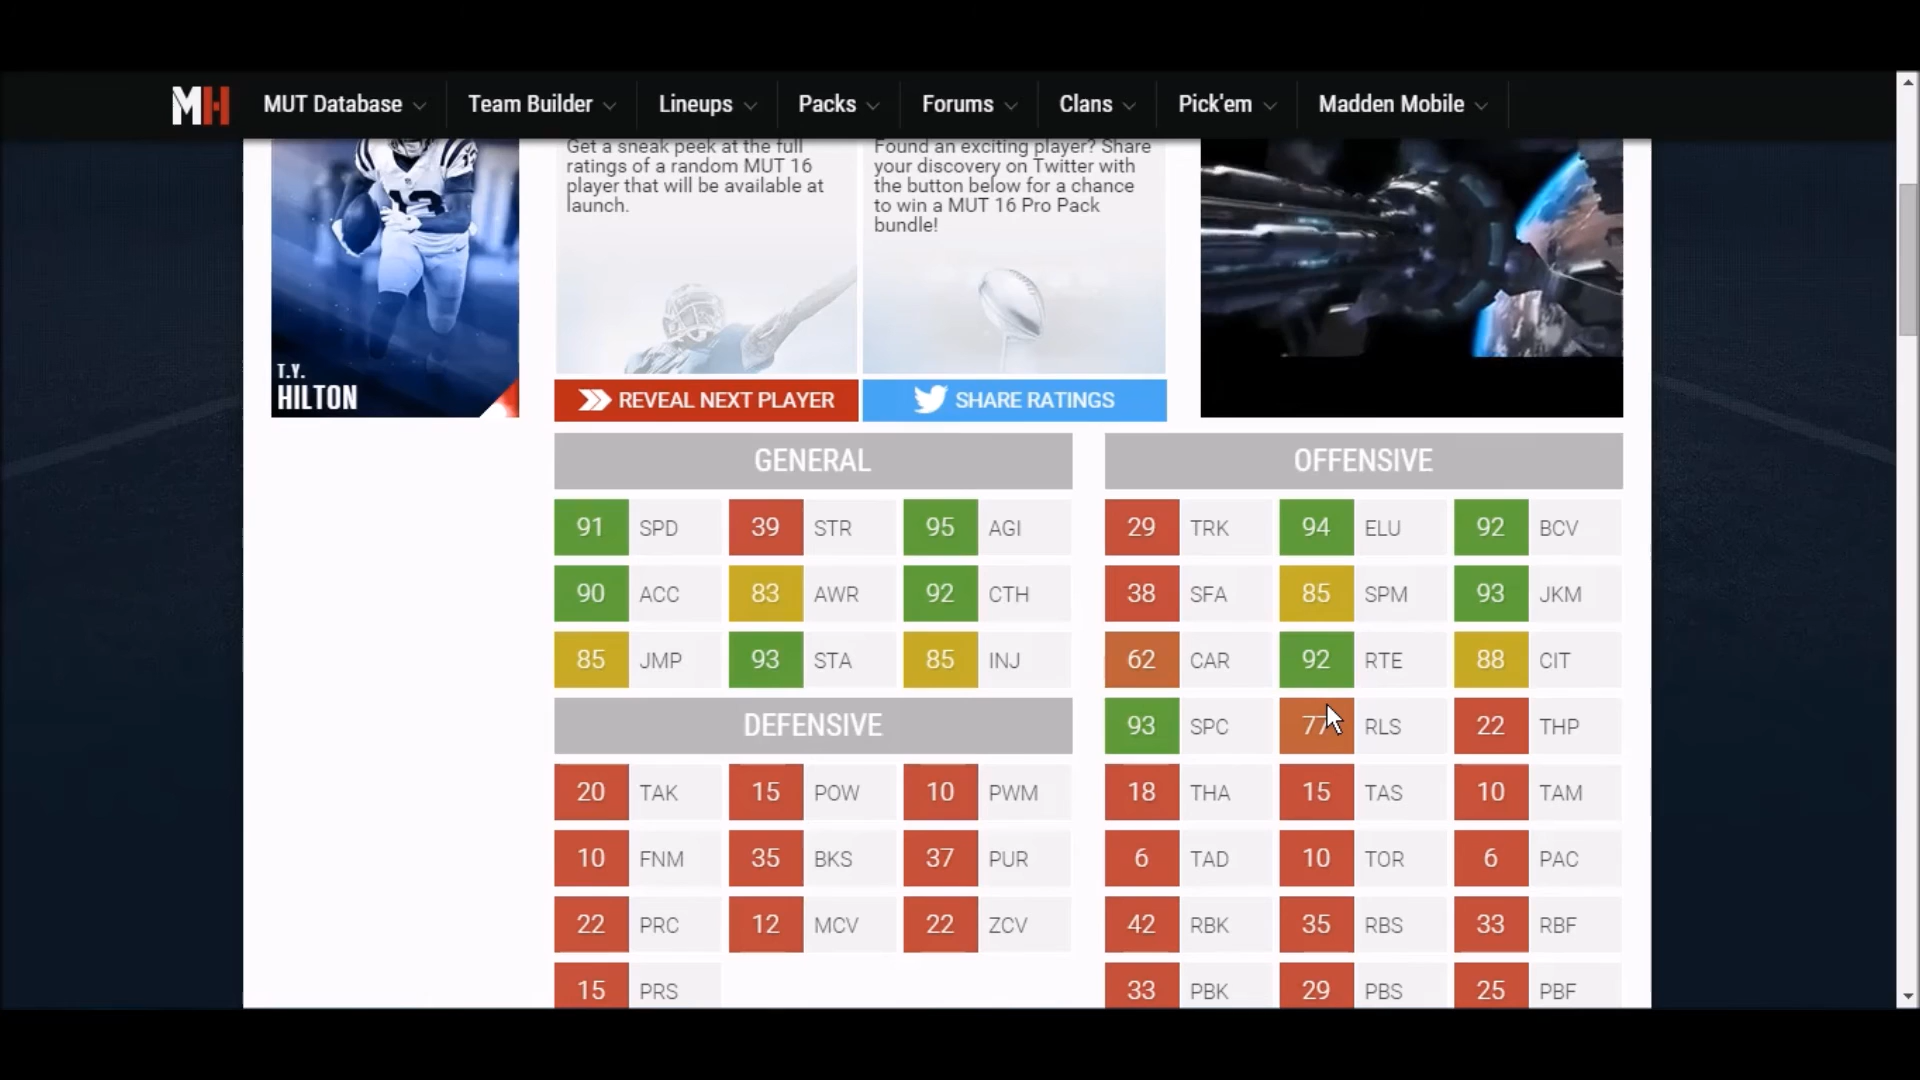 MH MUT Database Team Builder Lineups Packs Forums Clans Pick'em Madden Mobile
13
T.Y.
HILTON
Get a sneak peek at the full
ratings of a random MUT 16
player that will be available at
launch.
Found an exciting player? Share
your discovery on Twitter with
the button below for a chance
to win a MUT 16 Pro Pack
bundle!
REVEAL NEXT PLAYER
SHARE RATINGS
GENERAL
91 SPD 39 STR 95 AGI
90 ACC 83 AWR 92 CTH
85 JMP 93 STA 85 INJ
DEFENSIVE
20 TAK 15 POW 10 PWM
10 FNM 35 BKS 37 PUR
22 PRC 12 MCV 22 ZCV
15 PRS
OFFENSIVE
29 TRK 94 ELU 92 BCV
38 SFA 85 SPM 93 JKM
62 CAR 92 RTE 88 CIT
93 SPC 77 RLS 22 THP
18 THA 15 TAS 10 TAM
6 TAD 10 TOR 6 PAC
42 RBK 35 RBS 33 RBF
33 PBK 29 PBS 25 PBF